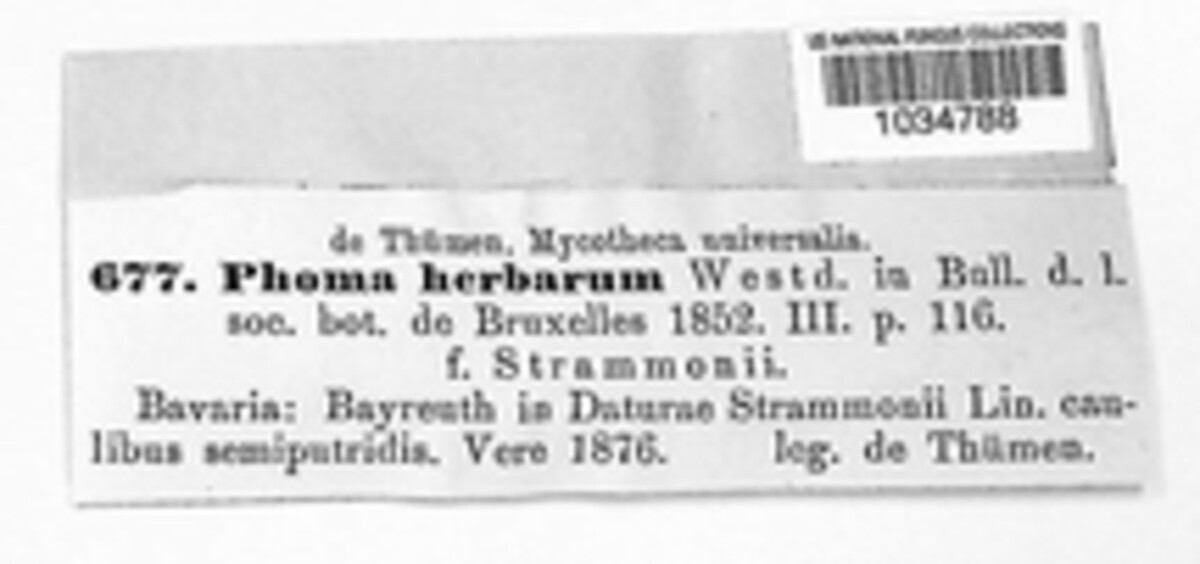 US NATIONAL FUNGUS COLLECTIONS
1034788
de Thümen, Mycotheca universalis.
677. Phoma herbarum Westd. in Bull. d. l.
soc. bot. de Bruxelles 1852. III. p. 116.
f. Strammonii.
Bavaria: Bayreuth in Daturae Strammonii Lin. cau-
libus semiputridis. Vere 1876. leg. de Thümen.